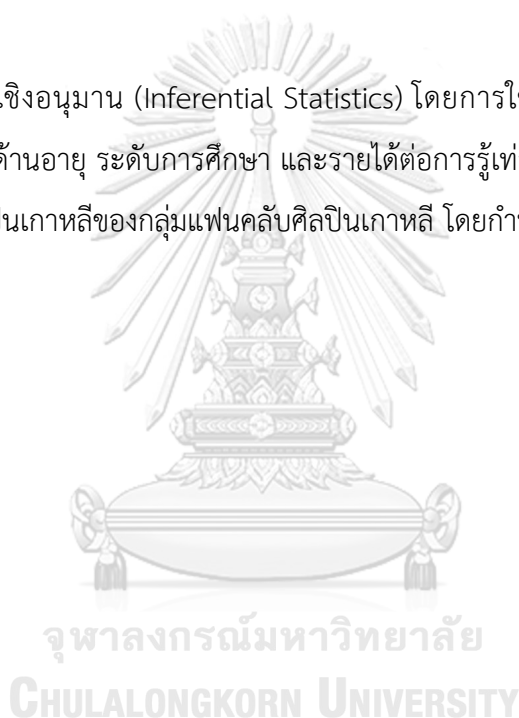 เชิงอนุมาน (Inferential Statistics) โดยการใช
ด้านอายุ ระดับการศึกษา และรายได้ต่อการรู้เท่
ปินเกาหลีของกลุ่มแฟนคลับศิลปินเกาหลี โดยกำห
จุฬาลงกรณ์มหาวิทยาลัย
CHULALONGKORN UNIVERSITY